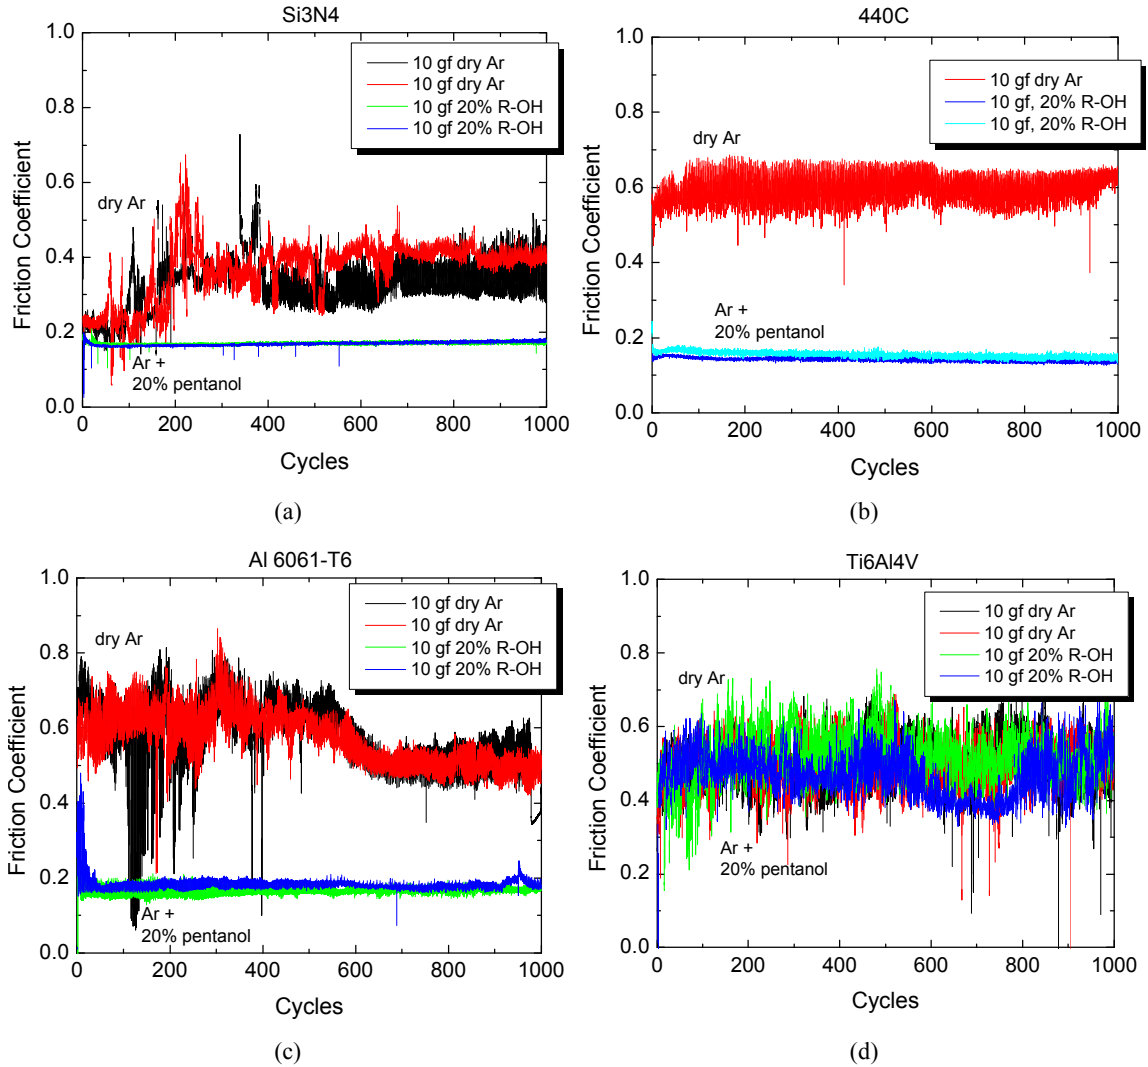 Si3N4
1.0
0.8
0.6
0.4
0.2
0.0
Friction Coefficient
10 gf dry Ar
10 gf dry Ar
10 gf 20% R-OH
10 gf 20% R-OH
dry Ar
Ar +
20% pentanol
0
200
400
600
800
1000
Cycles
(a)
440C
1.0
0.8
0.6
0.4
0.2
0.0
Friction Coefficient
10 gf dry Ar
10 gf, 20% R-OH
10 gf, 20% R-OH
dry Ar
Ar +
20% pentanol
0
200
400
600
800
1000
Cycles
(b)
Al 6061-T6
1.0
0.8
0.6
0.4
0.2
0.0
Friction Coefficient
10 gf dry Ar
10 gf dry Ar
10 gf 20% R-OH
10 gf 20% R-OH
dry Ar
Ar +
20% pentanol
0
200
400
600
800
1000
Cycles
(c)
Ti6Al4V
1.0
0.8
0.6
0.4
0.2
0.0
Friction Coefficient
10 gf dry Ar
10 gf dry Ar
10 gf 20% R-OH
10 gf 20% R-OH
dry Ar
Ar +
20% pentanol
0
200
400
600
800
1000
Cycles
(d)